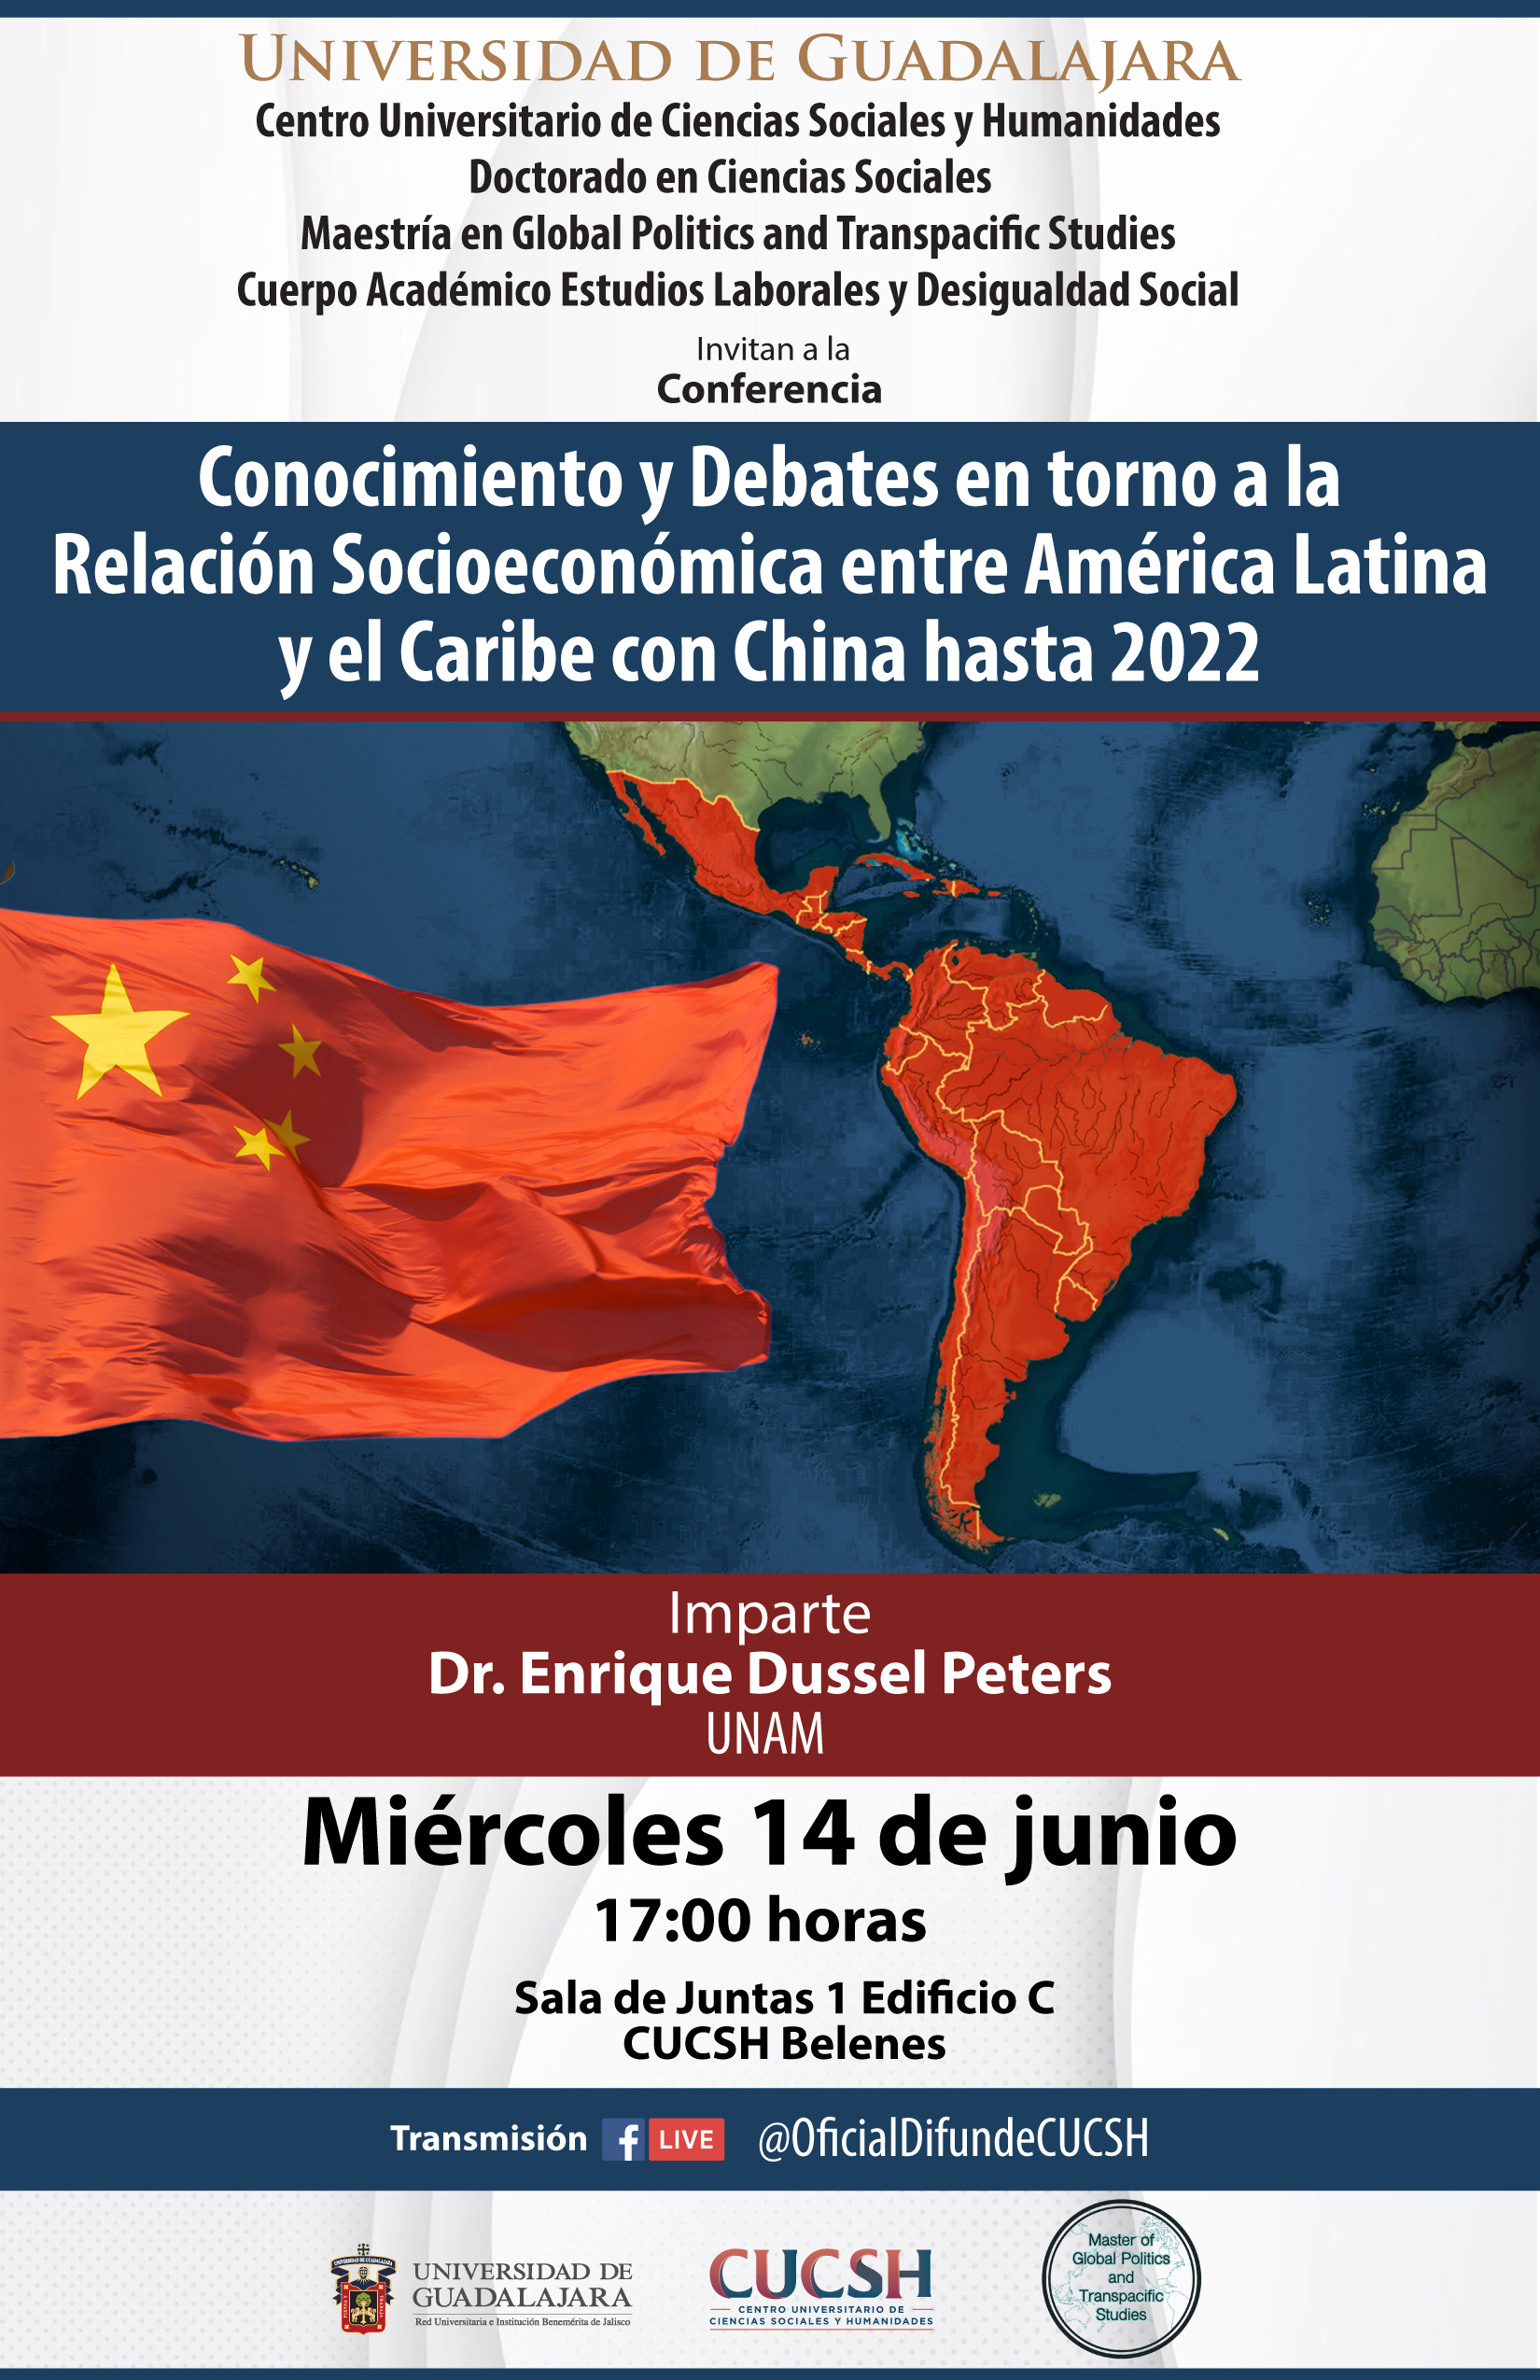 UNIVERSIDAD DE GUADALAJARA
Centro Universitario de Ciencias Sociales y Humanidades
Doctorado en Ciencias Sociales
Maestría en Global Politics and Transpacific Studies
Cuerpo Académico Estudios Laborales y Desigualdad Social
Invitan a la
Conferencia
Conocimiento y Debates en torno a la
Relación Socioeconómica entre América Latina
y el Caribe con China hasta 2022
Imparte
Dr. Enrique Dussel Peters
UNAM
Miércoles 14 de junio
17:00 horas
Sala de Juntas 1 Edificio C
CUCSH Belenes
Transmisión f LIVE @OficialDifundeCUCSH
UNIVERSIDAD DE
GUADALAJARA
Red Universitaria e Institución Benemérita de Jalisco
CUCSH
CENTRO UNIVERSITARIO DE
CIENCIAS SOCIALES Y HUMANIDADES
Master of
Global Politics
and
Transpacific
Studies